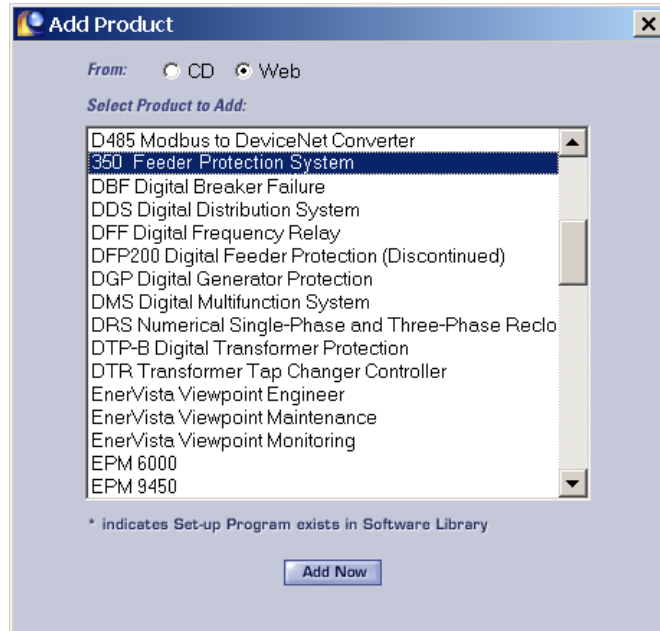 Add Product
From: CD Web
Select Product to Add:
D485 Modbus to DeviceNet Converter
350 Feeder Protection System
DBF Digital Breaker Failure
DDS Digital Distribution System
DFF Digital Frequency Relay
DFP200 Digital Feeder Protection (Discontinued)
DGP Digital Generator Protection
DMS Digital Multifunction System
DRS Numerical Single-Phase and Three-Phase Reclo
DTP-B Digital Transformer Protection
DTR Transformer Tap Changer Controller
EnerVista Viewpoint Engineer
EnerVista Viewpoint Maintenance
EnerVista Viewpoint Monitoring
EPM 6000
EPM 9450
* indicates Set-up Program exists in Software Library
Add Now